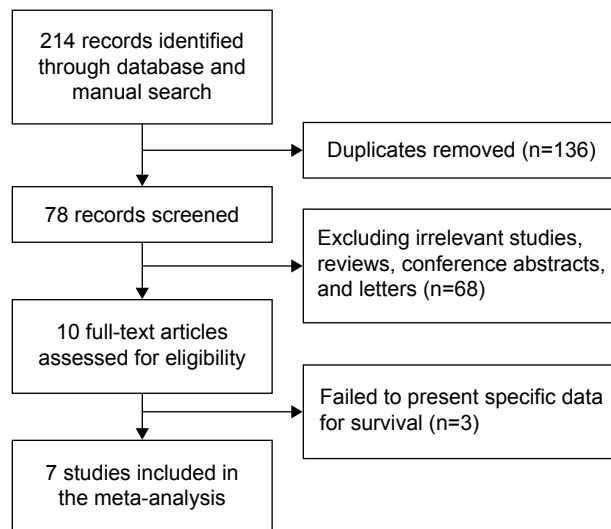 214 records identified
through database and
manual search
Duplicates removed (n=136)
78 records screened
Excluding irrelevant studies,
reviews, conference abstracts,
and letters (n=68)
10 full-text articles
assessed for eligibility
Failed to present specific data
for survival (n=3)
7 studies included in
the meta-analysis